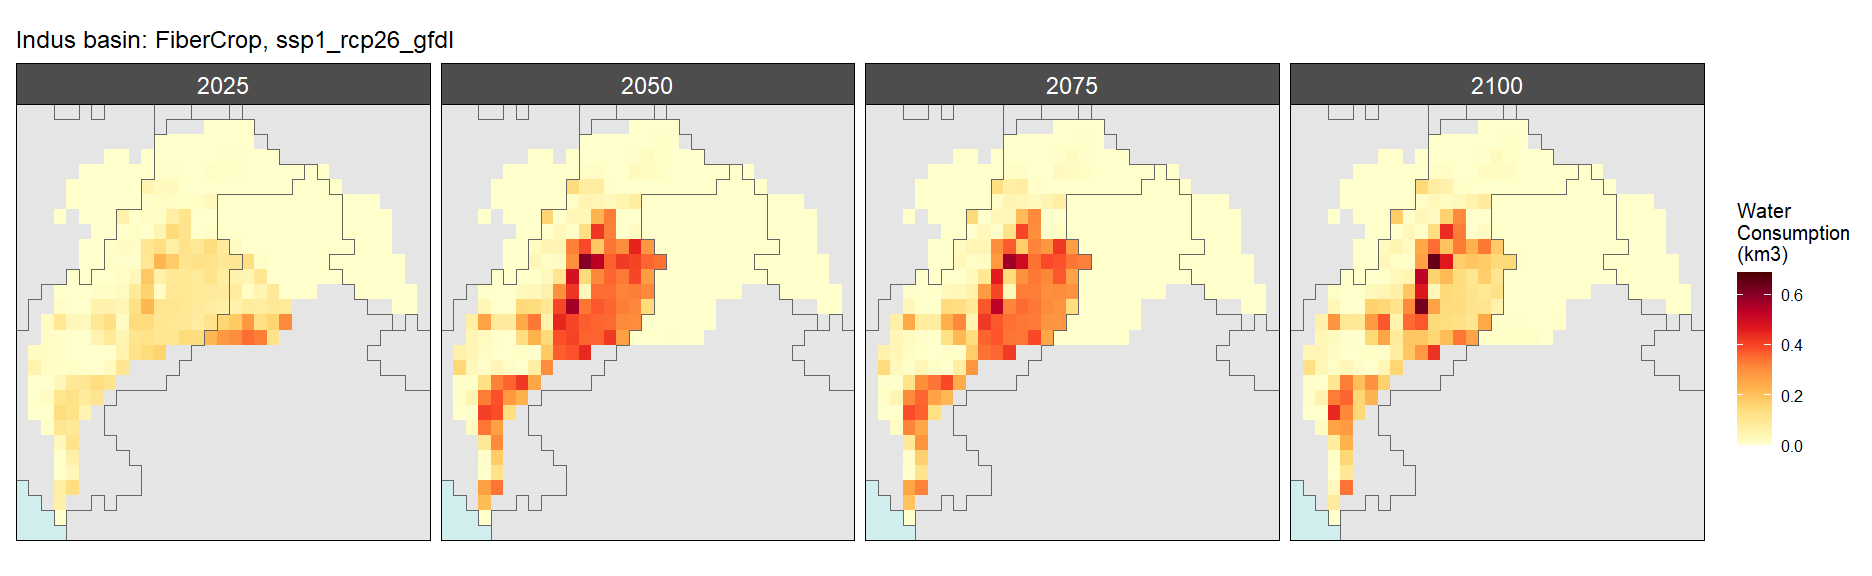 Indus basin: FiberCrop, ssp1_rcp26_gfdl
2025
2050
2075
2100
Water
Consumption
(km3)
0.6
0.4
0.2
0.0